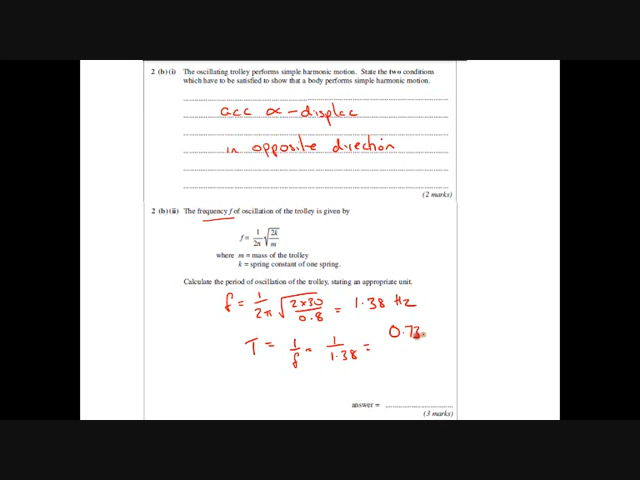 2 (b) (i) The oscillating trolley performs simple harmonic motion. State the two conditions
which have to be satisfied to show that a body performs simple harmonic motion.
acc ∝ - displac
in opposite direction
(2 marks)
2 (b) (ii) The frequency f of oscillation of the trolley is given by
f = 1/2π √(2k/m)
where m = mass of the trolley
k = spring constant of one spring.
Calculate the period of oscillation of the trolley, stating an appropriate unit.
f = 1/2π √(2×30/0.8) = 1.38 Hz
T = 1/f = 1/1.38 = 0.73
answer =
(3 marks)